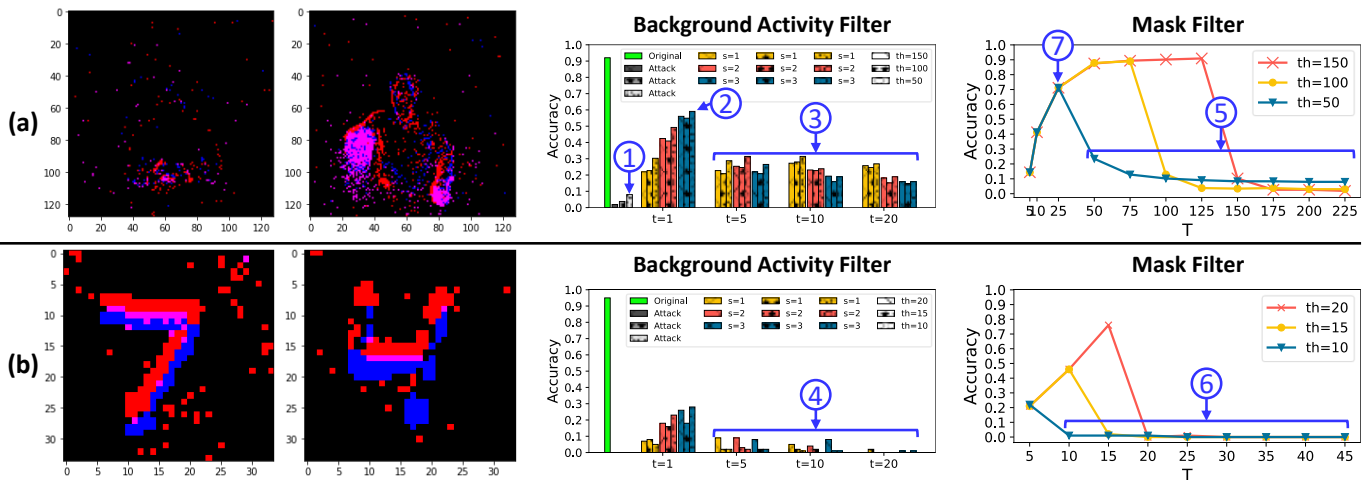 Background Activity Filter
Mask Filter
(a)
0
20
40
60
80
100
120
0 20 40 60 80 100 120
0 20 40 60 80 100 120
Accuracy
1.0
0.9
0.8
0.7
0.6
0.5
0.4
0.3
0.2
0.1
0.0
Original s=1 s=1 s=1 th=150
Attack s=2 s=2 s=2 th=100
Attack s=3 s=3 s=3 th=50
Attack
1
2
3
t=1 t=5 t=10 t=20
Accuracy
1.0
0.9
0.8
0.7
0.6
0.5
0.4
0.3
0.2
0.1
0.0
7
5
th=150
th=100
th=50
5 10 25 50 75 100 125 150 175 200 225
T
Background Activity Filter
Mask Filter
(b)
0
5
10
15
20
25
30
0 5 10 15 20 25 30
0
5
10
15
20
25
30
0 5 10 15 20 25 30
Accuracy
1.0
0.9
0.8
0.7
0.6
0.5
0.4
0.3
0.2
0.1
0.0
Original s=1 s=1 s=1 th=20
Attack s=2 s=2 s=2 th=15
Attack s=3 s=3 s=3 th=10
Attack
4
t=1 t=5 t=10 t=20
Accuracy
1.0
0.9
0.8
0.7
0.6
0.5
0.4
0.3
0.2
0.1
0.0
6
th=20
th=15
th=10
5 10 15 20 25 30 35 40 45
T